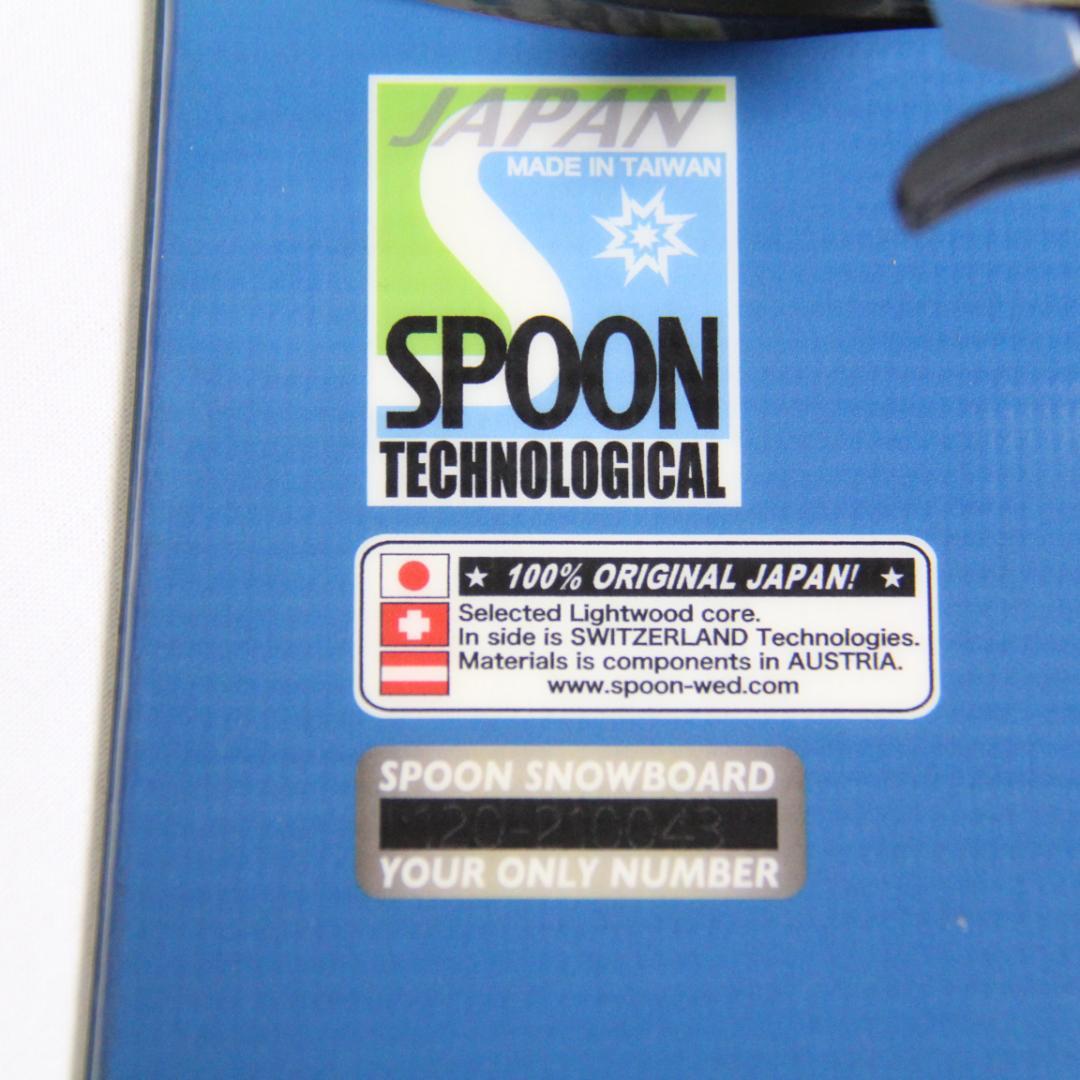 JAPAN
MADE IN TAIWAN
SPOON
TECHNOLOGICAL
★ 100% ORIGINAL JAPAN! ★
Selected Lightwood core.
In side is SWITZERLAND Technologies.
Materials is components in AUSTRIA.
www.spoon-wed.com
SPOON SNOWBOARD
120-210043
YOUR ONLY NUMBER